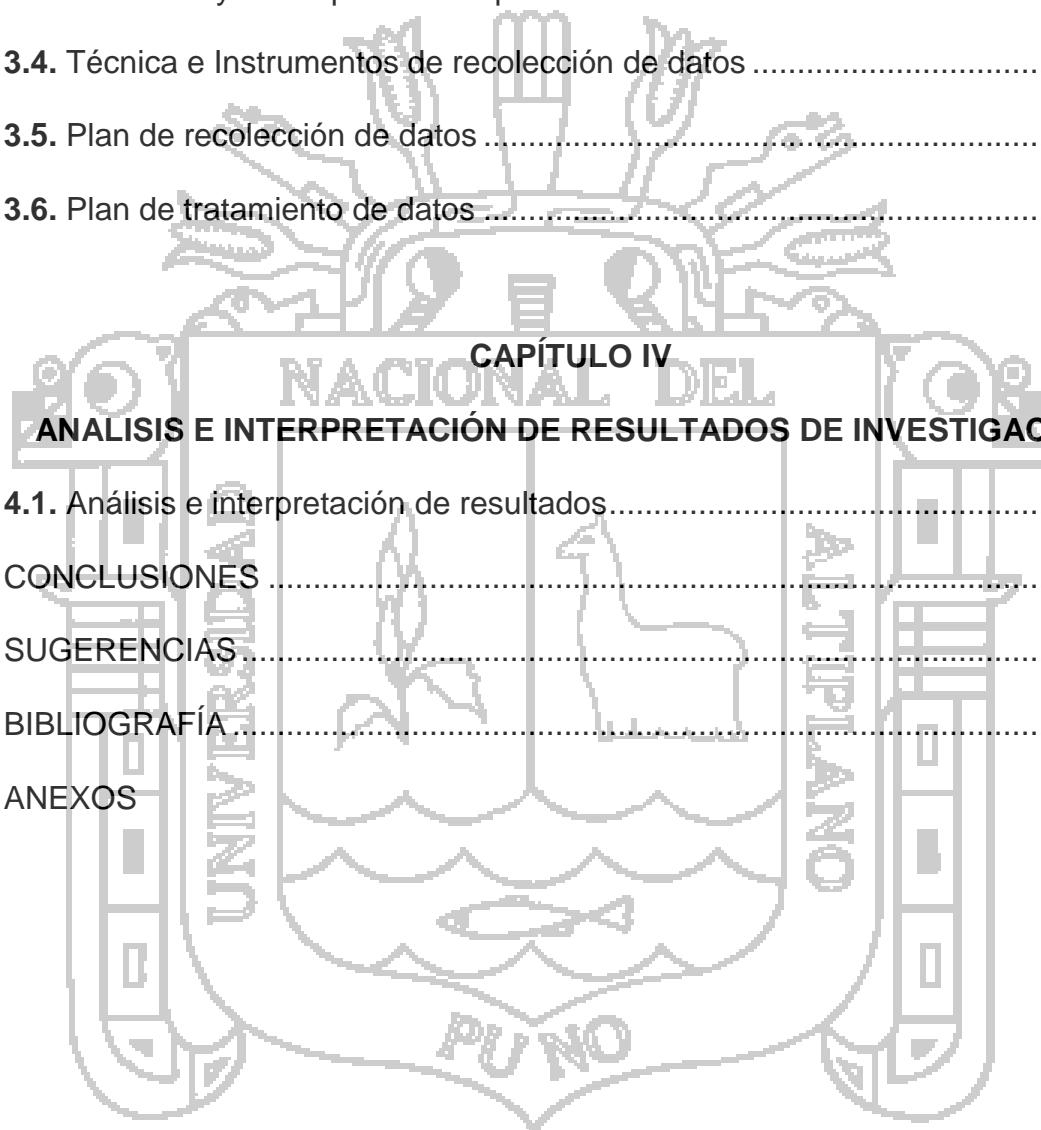 3.4. Técnica e Instrumentos de recolección de datos ................................
3.5. Plan de recolección de datos ................................................................
3.6. Plan de tratamiento de datos ................................................................
CAPÍTULO IV
ANALISIS E INTERPRETACIÓN DE RESULTADOS DE INVESTIGAC
4.1. Análisis e interpretación de resultados................................................
CONCLUSIONES ................................................................
SUGERENCIAS................................................................
BIBLIOGRAFÍA ................................................................
ANEXOS
UNIVERSIDAD
NACIONAL DEL
ALTIPLANO
PUNO